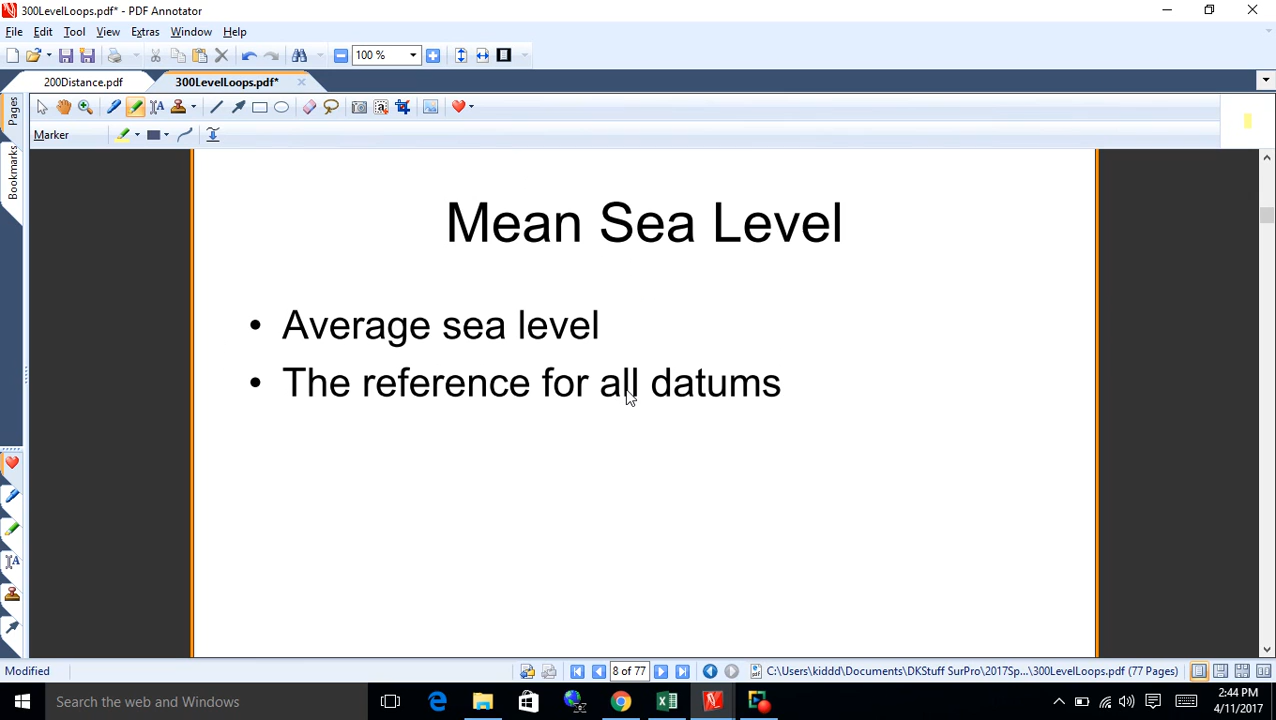 300LevelLoops.pdf* - PDF Annotator
File Edit Tool View Extras Window Help
100 %
200Distance.pdf
300LevelLoops.pdf*
Marker
Pages
Bookmarks
Mean Sea Level
• Average sea level
• The reference for all datums
Modified
8 of 77
C:\Users\kiddd\Documents\DKStuff SurPro\2017Sp...\300LevelLoops.pdf (77 Pages)
Search the web and Windows
2:44 PM
4/11/2017